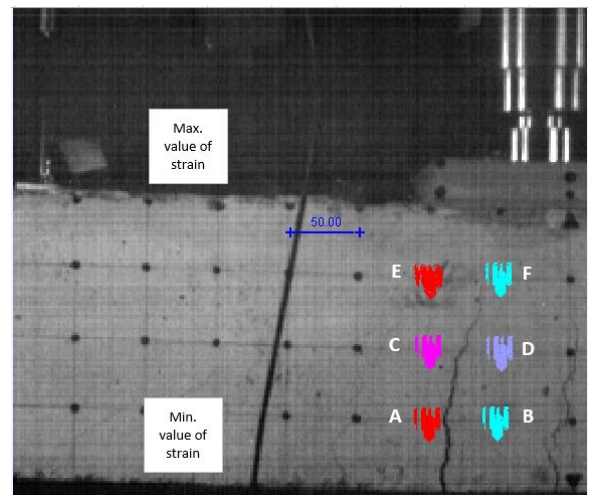 Max.
value of
strain
50.00
E F
C D
Min.
value of
strain
A B